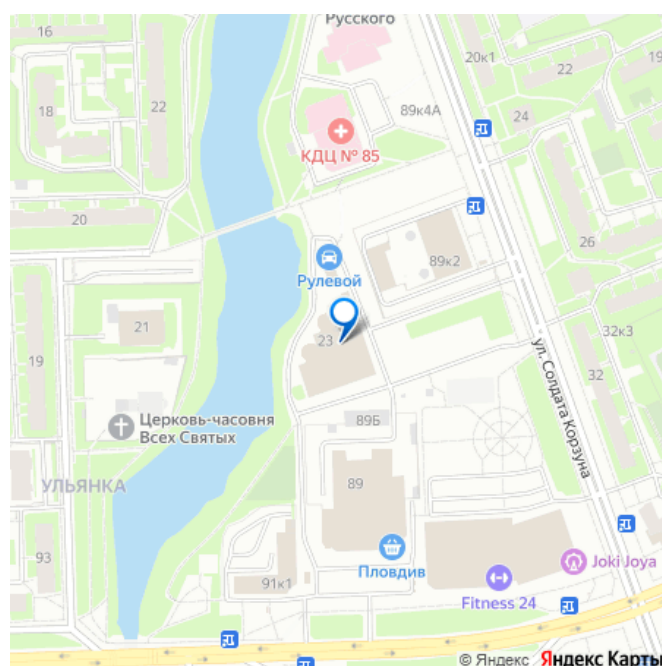 Русского
16
18
22
20к1
22
19
24
89к4А
КДЦ № 85
20
26
89к2
Рулевой
21
23
19
32к3
32
ул. Солдата Корзуна
Церковь-часовня
Всех Святых
89Б
УЛЬЯНКА
89
93
Пловдив
91к1
Joki Joya
Fitness 24
© Яндекс Яндекс Карты